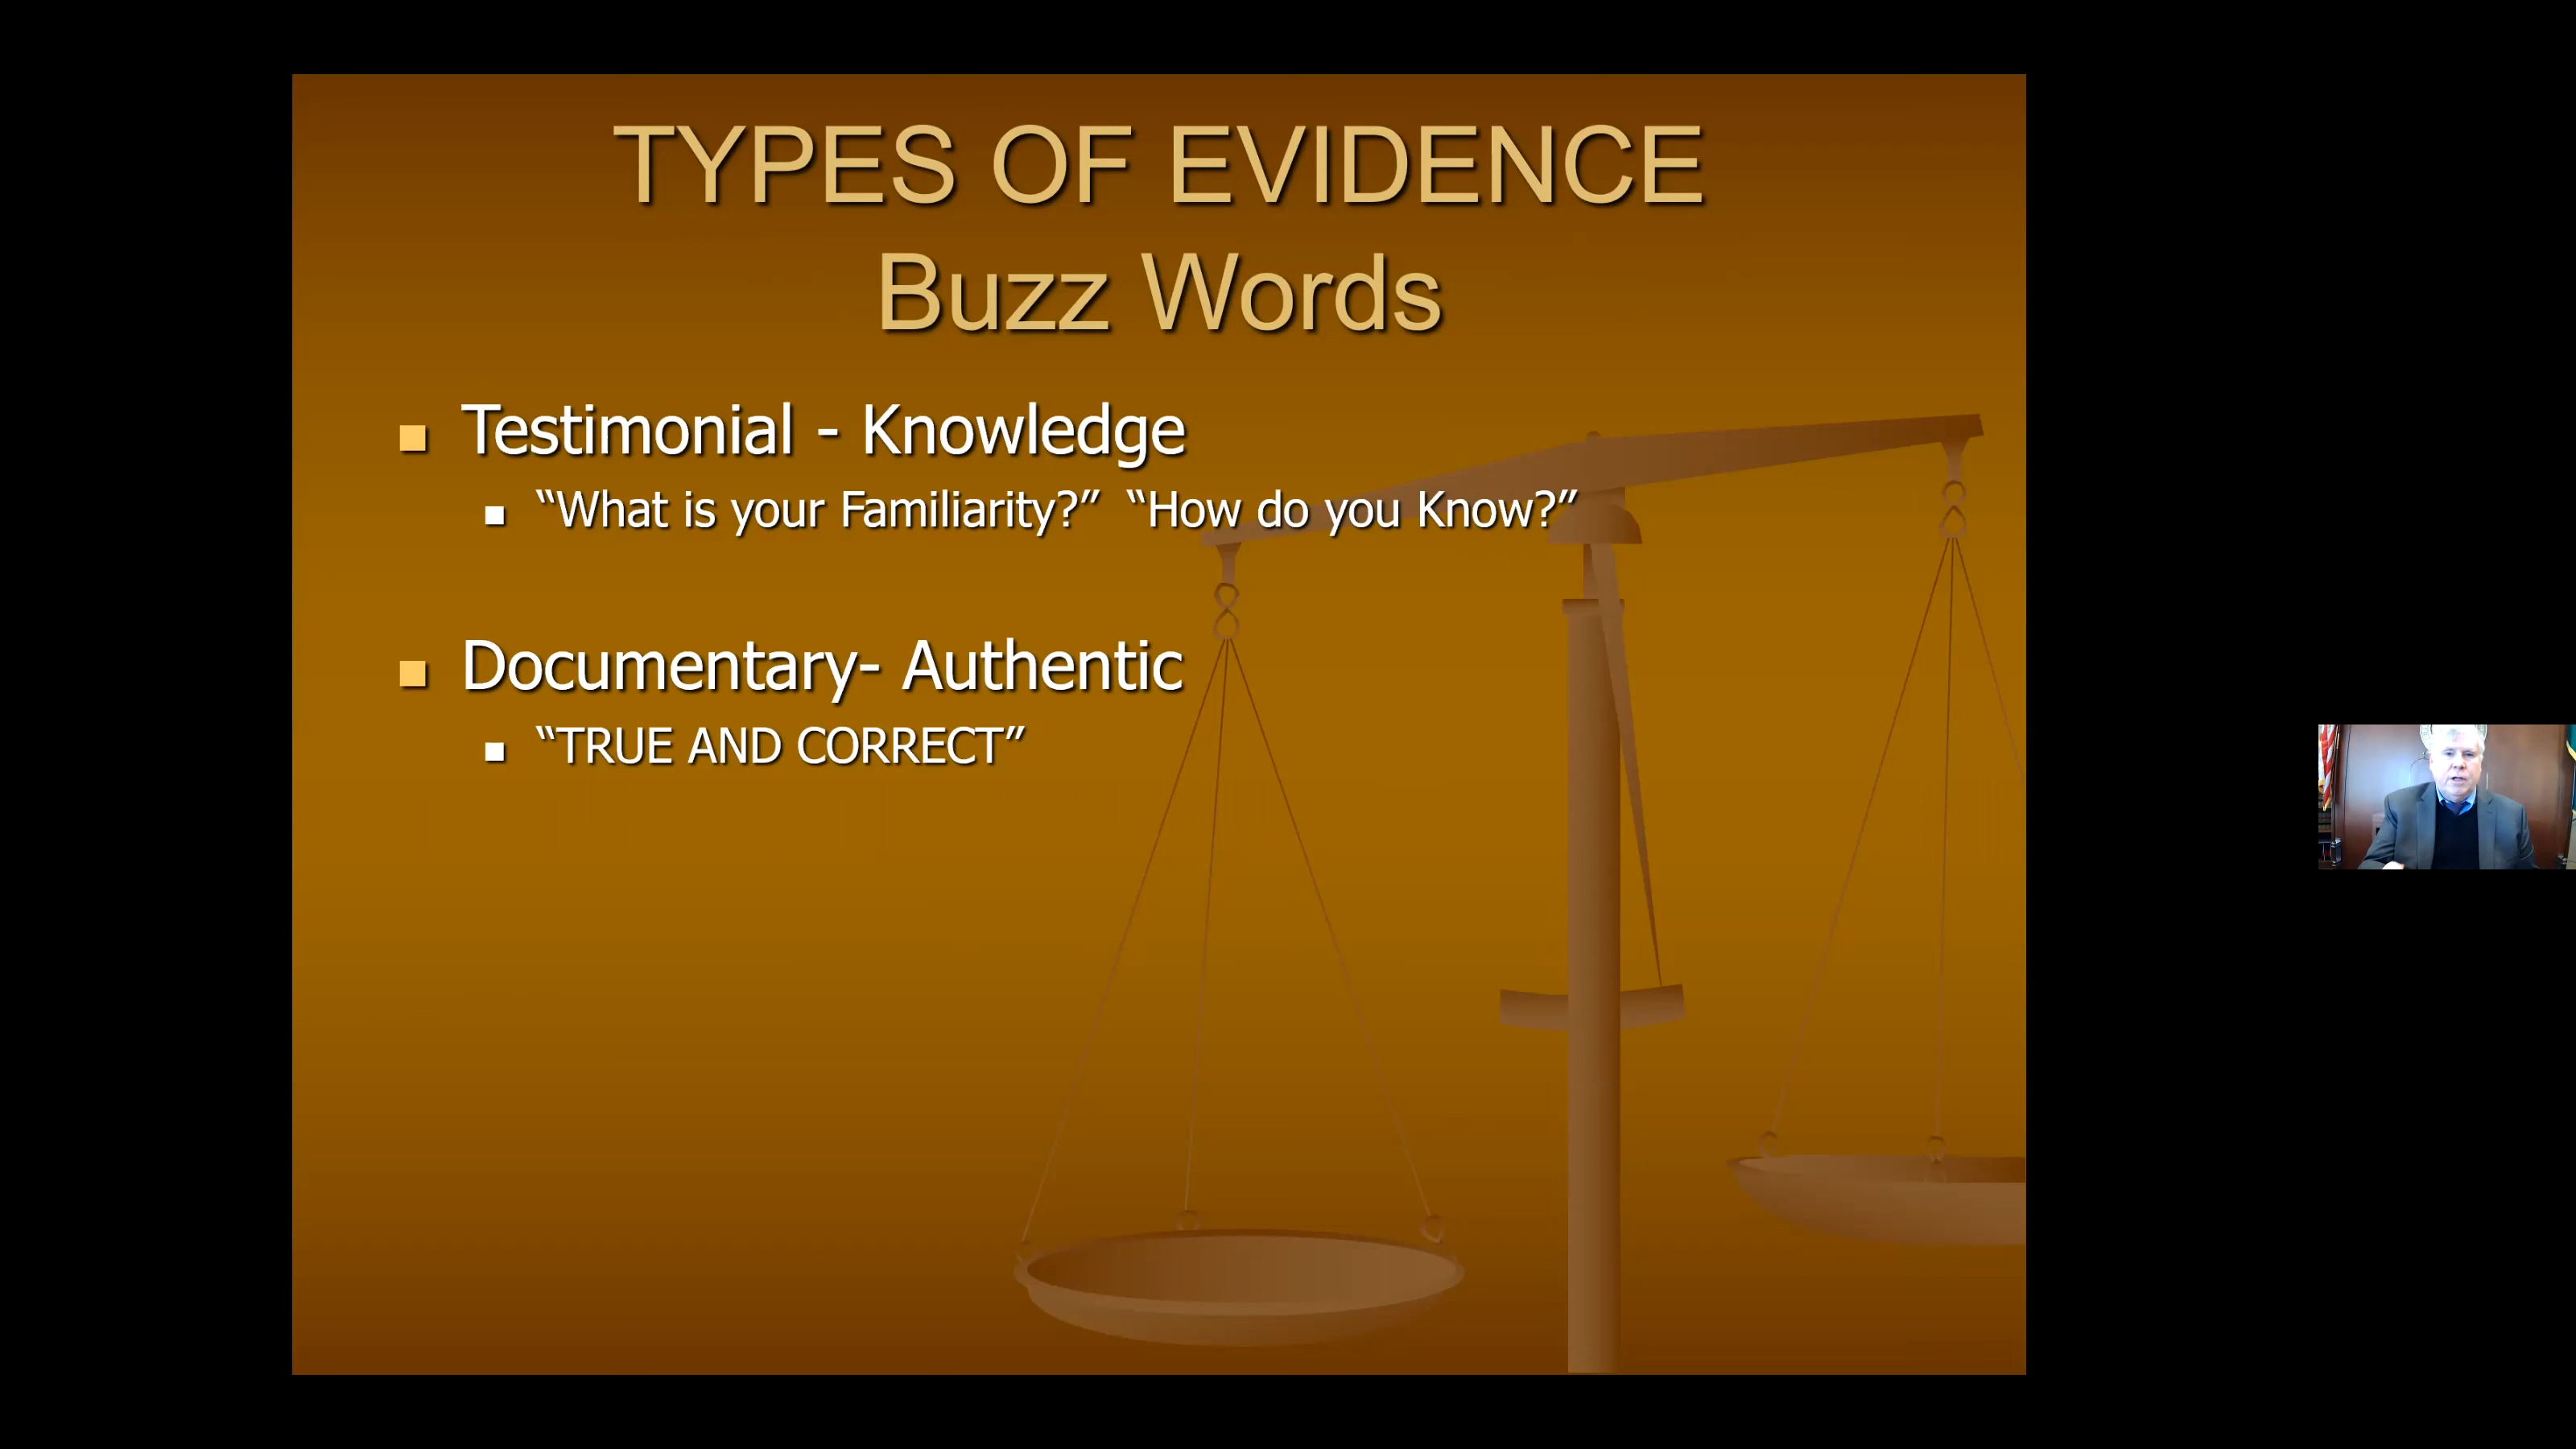 TYPES OF EVIDENCE
Buzz Words
Testimonial - Knowledge
“What is your Familiarity?” “How do you Know?”
Documentary- Authentic
“TRUE AND CORRECT”